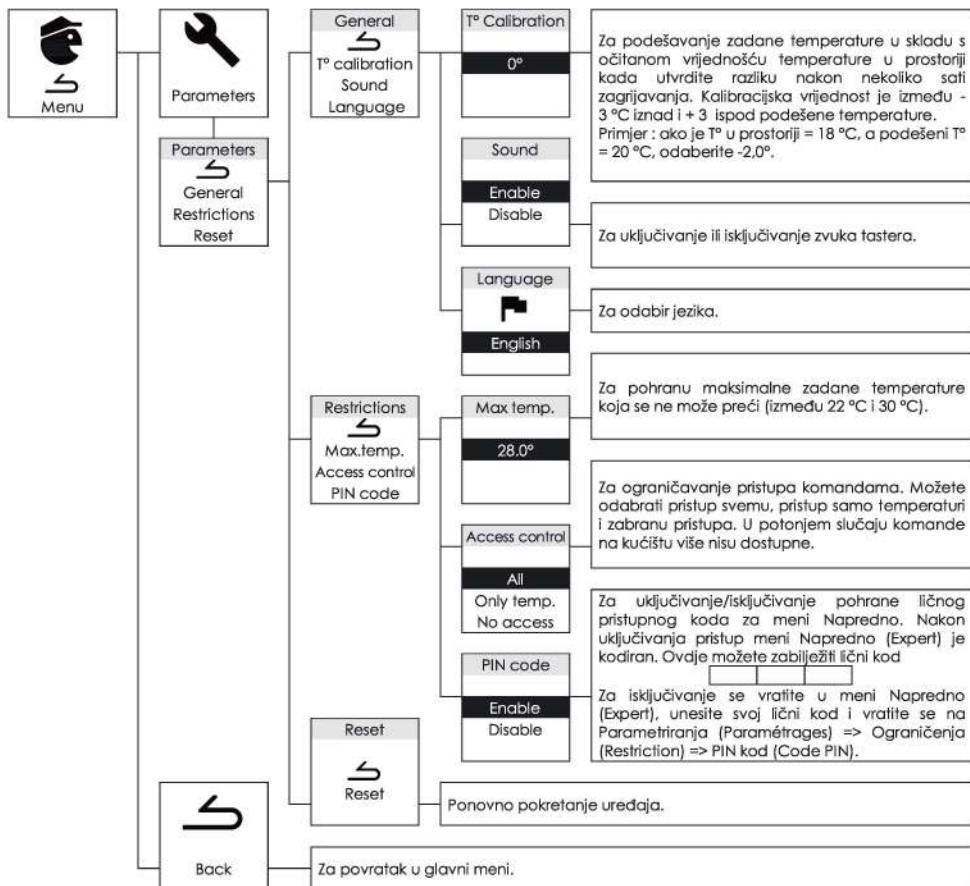 Menu
Parameters
Parameters
General
Restrictions
Reset
General
T° calibration
Sound
Language
T° Calibration
0°
Za podešavanje zadane temperature u skladu s
očitanom vrijednošću temperature u prostoriji
kada utvrdite razliku nakon nekoliko sati
zagrijavanja. Kalibracijska vrijednost je između -
3 °C iznad i + 3 ispod podešene temperature.
Primjer : ako je T° u prostoriji = 18 °C, a podešeni T°
= 20 °C, odaberite -2,0°.
Sound
Enable
Disable
Za uključivanje ili isključivanje zvuka tastera.
Language
English
Za odabir jezika.
Restrictions
Max.temp.
Access control
PIN code
Max temp.
28.0°
Za pohranu maksimalne zadane temperature
koja se ne može preći (između 22 °C i 30 °C).
Access control
All
Only temp.
No access
Za ograničavanje pristupa komandama. Možete
odabrati pristup svemu, pristup samo temperaturi
i zabranu pristupa. U potonjem slučaju komande
na kućištu više nisu dostupne.
PIN code
Enable
Disable
Za uključivanje/isključivanje pohrane ličnog
pristupnog koda za meni Napredno. Nakon
uključivanja pristup meni Napredno (Expert) je
kodiran. Ovdje možete zabilježiti lični kod
Za isključivanje se vratite u meni Napredno
(Expert), unesite svoj lični kod i vratite se na
Parametriranja (Paramétrages) => Ograničenja
(Restriction) => PIN kod (Code PIN).
Reset
Reset
Ponovno pokretanje uređaja.
Back
Za povratak u glavni meni.